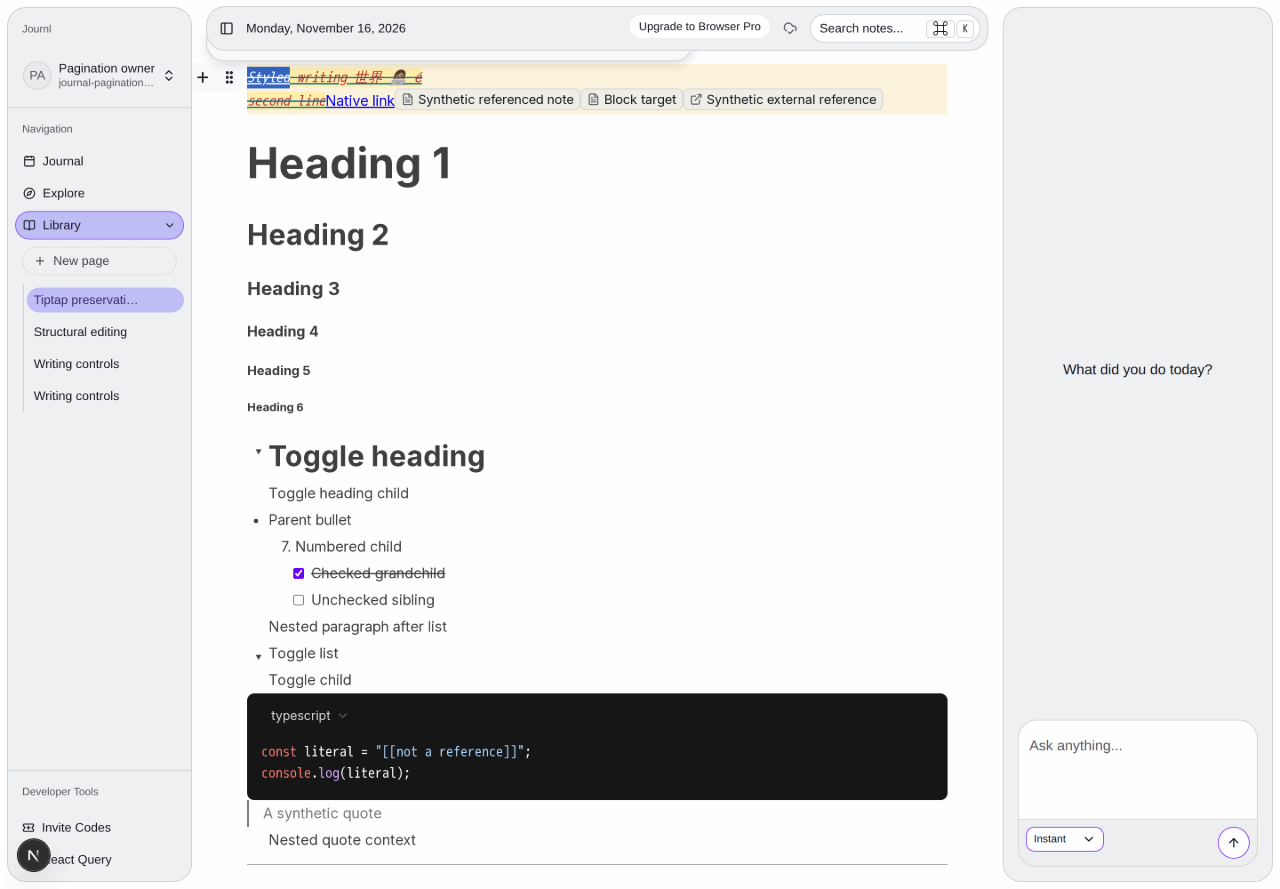 Journl
PA
Pagination owner
journal-pagination…
Navigation
Journal
Explore
Library
New page
Tiptap preservati…
Structural editing
Writing controls
Writing controls
Developer Tools
Invite Codes
N
eact Query
Monday, November 16, 2026
Upgrade to Browser Pro
Search notes...
⌘ K
Styled writing 世界 é
second lineNative link Synthetic referenced note Block target Synthetic external reference
Heading 1
Heading 2
Heading 3
Heading 4
Heading 5
Heading 6
Toggle heading
Toggle heading child
• Parent bullet
7. Numbered child
Checked grandchild
Unchecked sibling
Nested paragraph after list
Toggle list
Toggle child
typescript
const literal = "[[not a reference]]";
console.log(literal);
A synthetic quote
Nested quote context
What did you do today?
Ask anything...
Instant